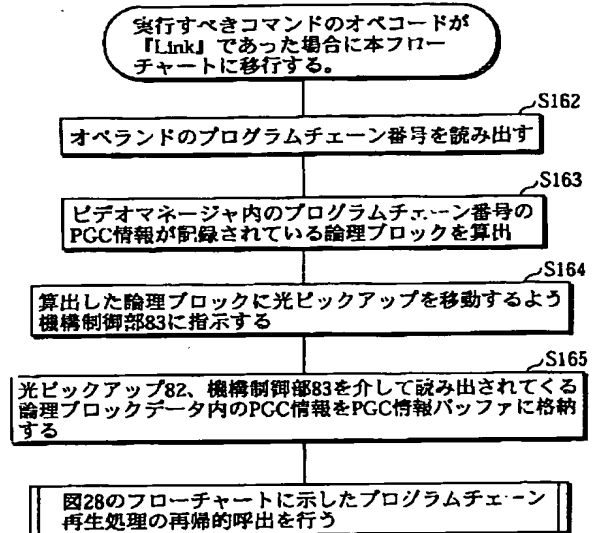 実行すべきコマンドのオペコードが
『Link』であった場合に本フロー
チャートに移行する。
S162
オペランドのプログラムチェーン番号を読み出す
S163
ビデオマネージャ内のプログラムチェーン番号の
PGC情報が記録されている論理ブロックを算出
S164
算出した論理ブロックに光ピックアップを移動するよう
機構制御部83に指示する
S165
光ピックアップ82、機構制御部83を介して読み出されてくる
論理ブロックデータ内のPGC情報をPGC情報バッファに格納
する
図28のフローチャートに示したプログラムチェーン
再生処理の再帰的呼出を行う